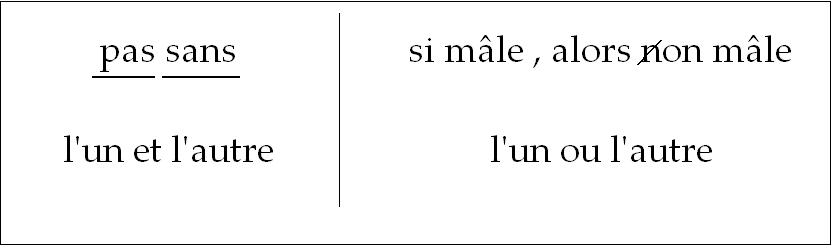 pas sans
si mâle , alors non mâle
l'un et l'autre
l'un ou l'autre